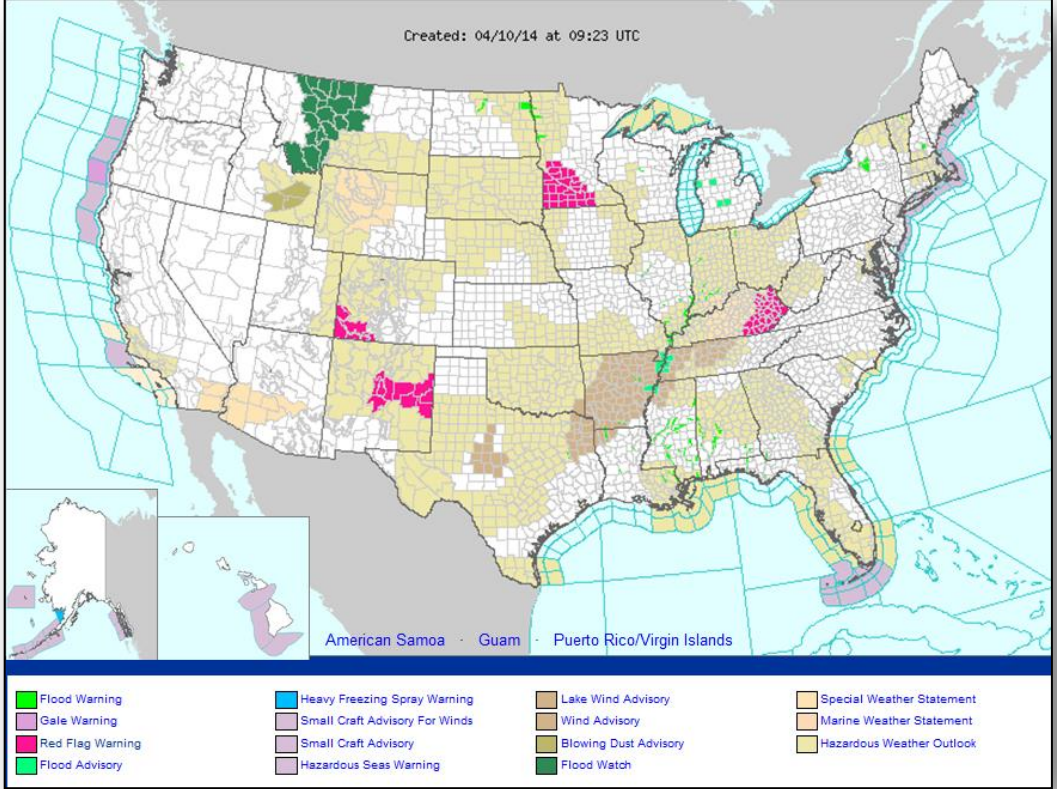 Created: 04/10/14 at 09:23 UTC
American Samoa · Guam · Puerto Rico/Virgin Islands
Flood Warning
Gale Warning
Red Flag Warning
Flood Advisory
Heavy Freezing Spray Warning
Small Craft Advisory For Winds
Small Craft Advisory
Hazardous Seas Warning
Lake Wind Advisory
Wind Advisory
Blowing Dust Advisory
Flood Watch
Special Weather Statement
Marine Weather Statement
Hazardous Weather Outlook